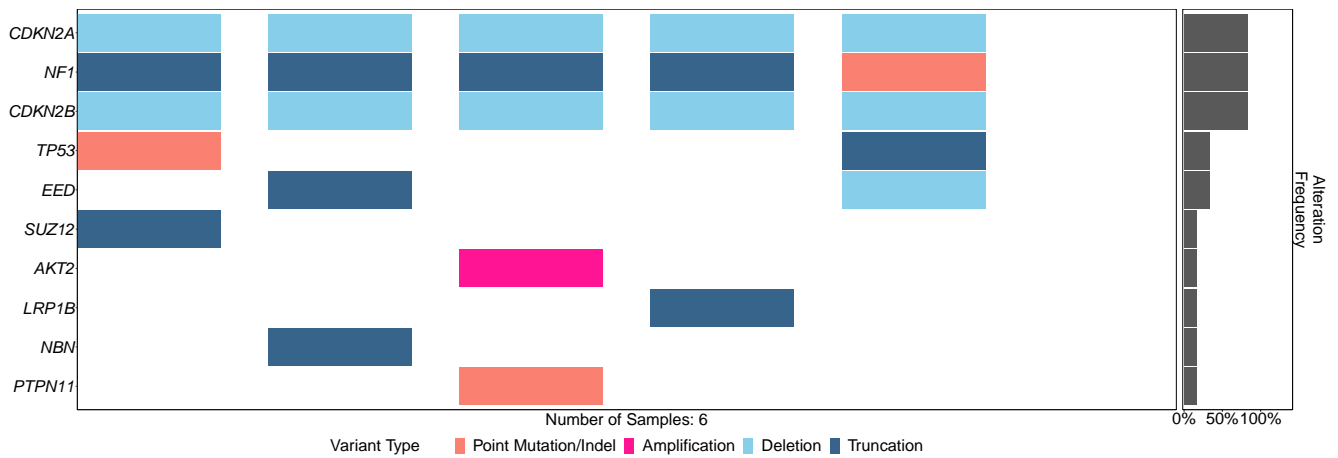 CDKN2A
NF1
CDKN2B
TP53
EED
SUZ12
AKT2
LRP1B
NBN
PTPN11
Number of Samples: 6
0% 50% 100%
Alteration
Frequency
Variant Type Point Mutation/Indel Amplification Deletion Truncation